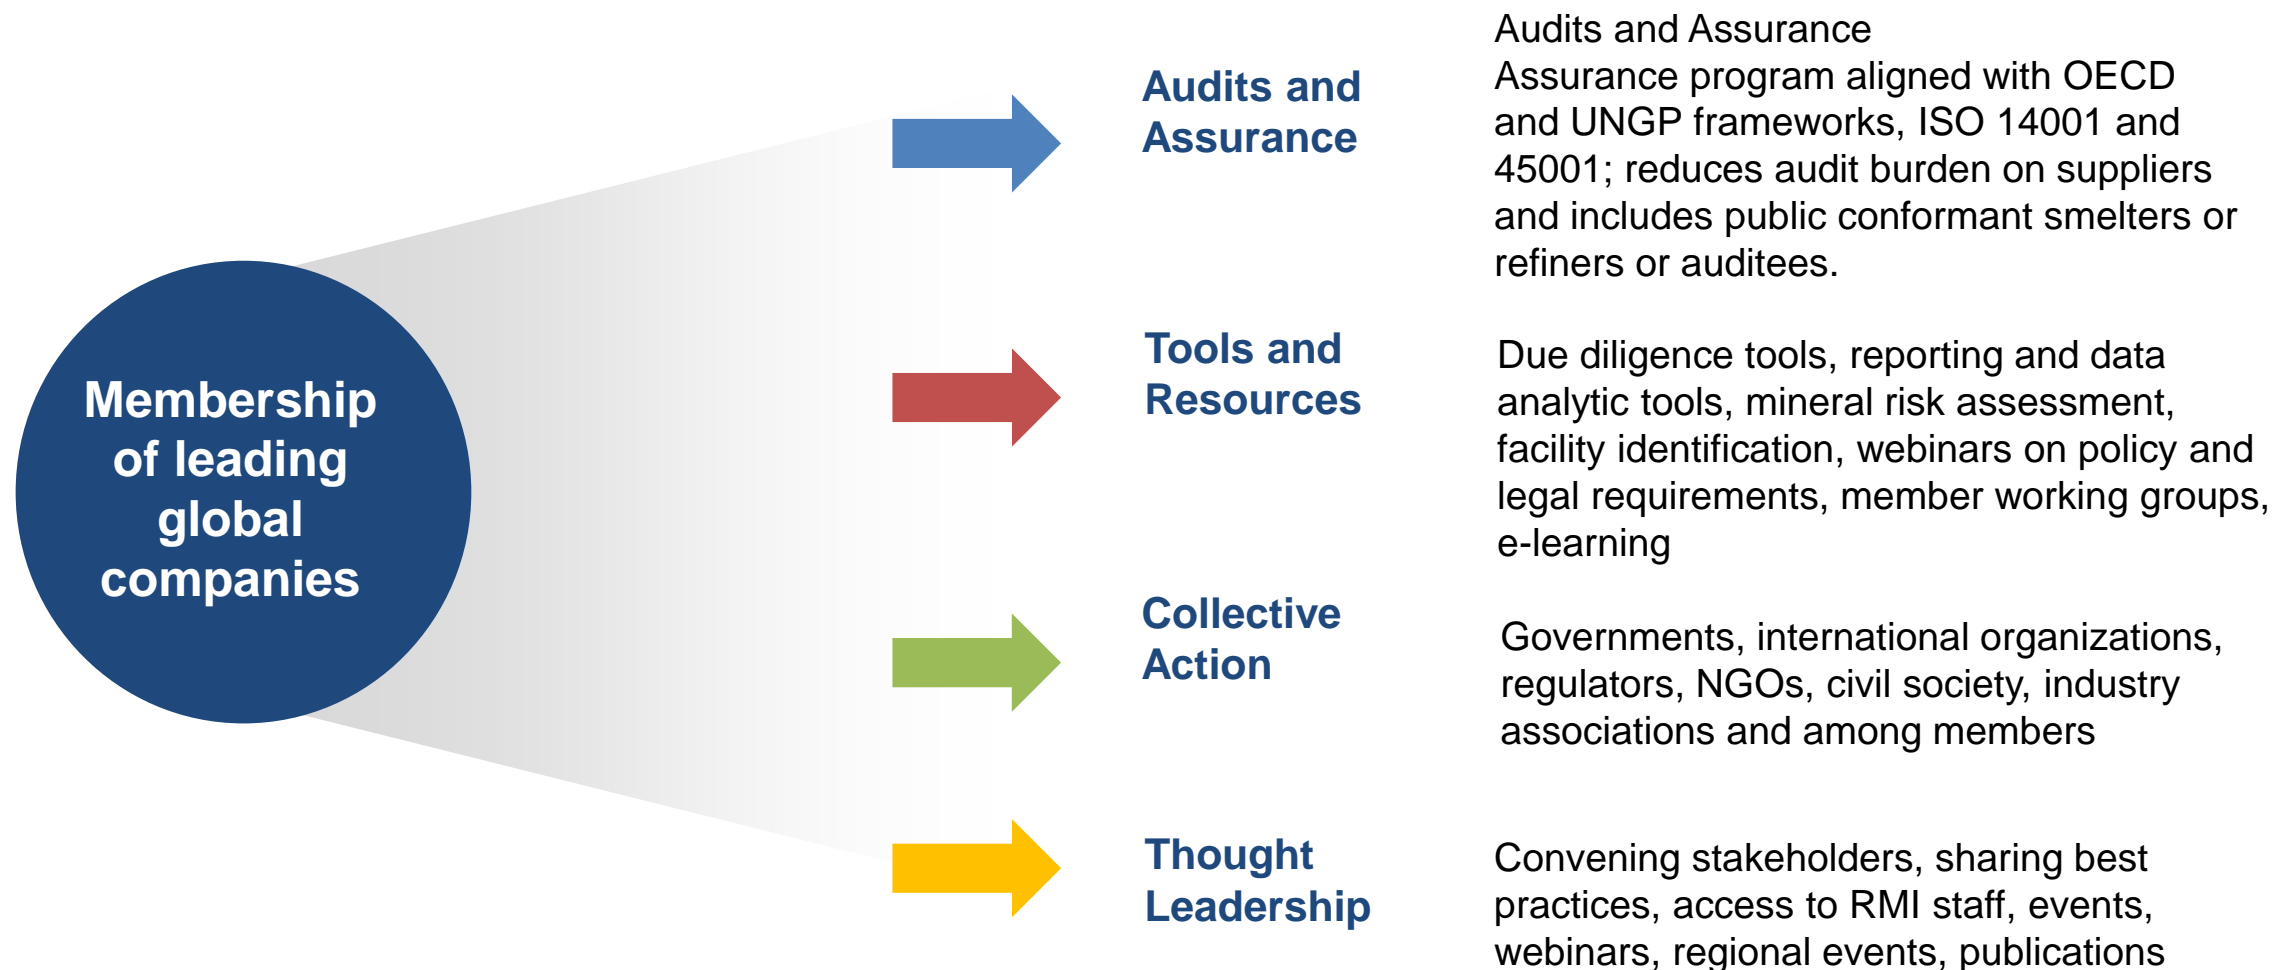 Membership
of leading
global
companies
Audits and
Assurance
Audits and Assurance
Assurance program aligned with OECD
and UNGP frameworks, ISO 14001 and
45001; reduces audit burden on suppliers
and includes public conformant smelters or
refiners or auditees.
Tools and
Resources
Due diligence tools, reporting and data
analytic tools, mineral risk assessment,
facility identification, webinars on policy and
legal requirements, member working groups,
e-learning
Collective
Action
Governments, international organizations,
regulators, NGOs, civil society, industry
associations and among members
Thought
Leadership
Convening stakeholders, sharing best
practices, access to RMI staff, events,
webinars, regional events, publications